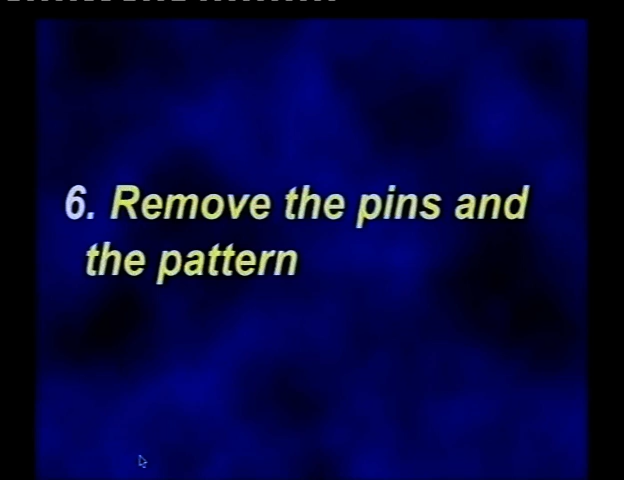 6. Remove the pins and
the pattern